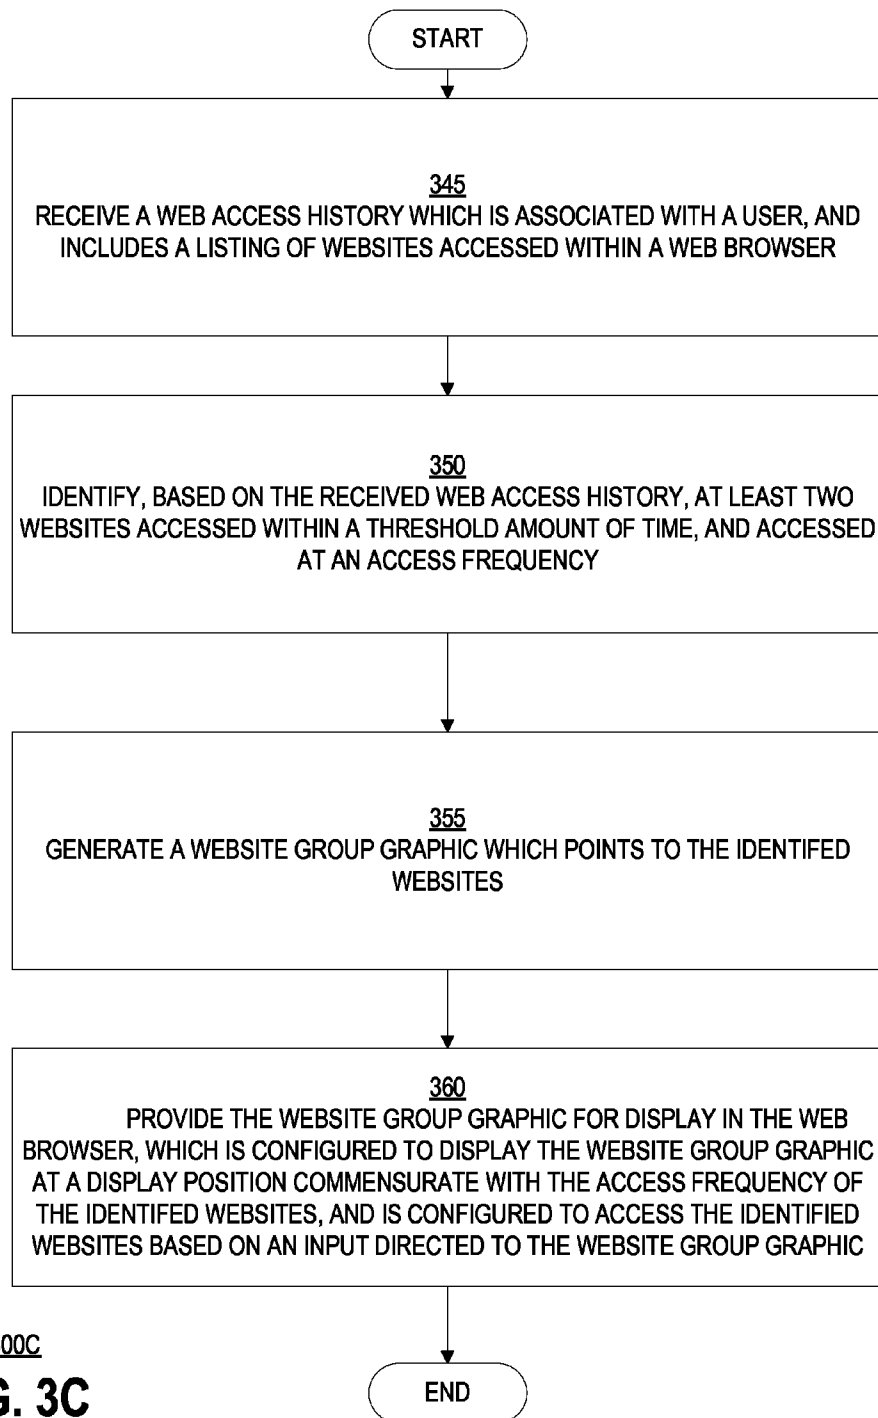 START
345
RECEIVE A WEB ACCESS HISTORY WHICH IS ASSOCIATED WITH A USER, AND
INCLUDES A LISTING OF WEBSITES ACCESSED WITHIN A WEB BROWSER
350
IDENTIFY, BASED ON THE RECEIVED WEB ACCESS HISTORY, AT LEAST TWO
WEBSITES ACCESSED WITHIN A THRESHOLD AMOUNT OF TIME, AND ACCESSED
AT AN ACCESS FREQUENCY
355
GENERATE A WEBSITE GROUP GRAPHIC WHICH POINTS TO THE IDENTIFED
WEBSITES
360
PROVIDE THE WEBSITE GROUP GRAPHIC FOR DISPLAY IN THE WEB
BROWSER, WHICH IS CONFIGURED TO DISPLAY THE WEBSITE GROUP GRAPHIC
AT A DISPLAY POSITION COMMENSURATE WITH THE ACCESS FREQUENCY OF
THE IDENTIFED WEBSITES, AND IS CONFIGURED TO ACCESS THE IDENTIFIED
WEBSITES BASED ON AN INPUT DIRECTED TO THE WEBSITE GROUP GRAPHIC
00C
G. 3C
END